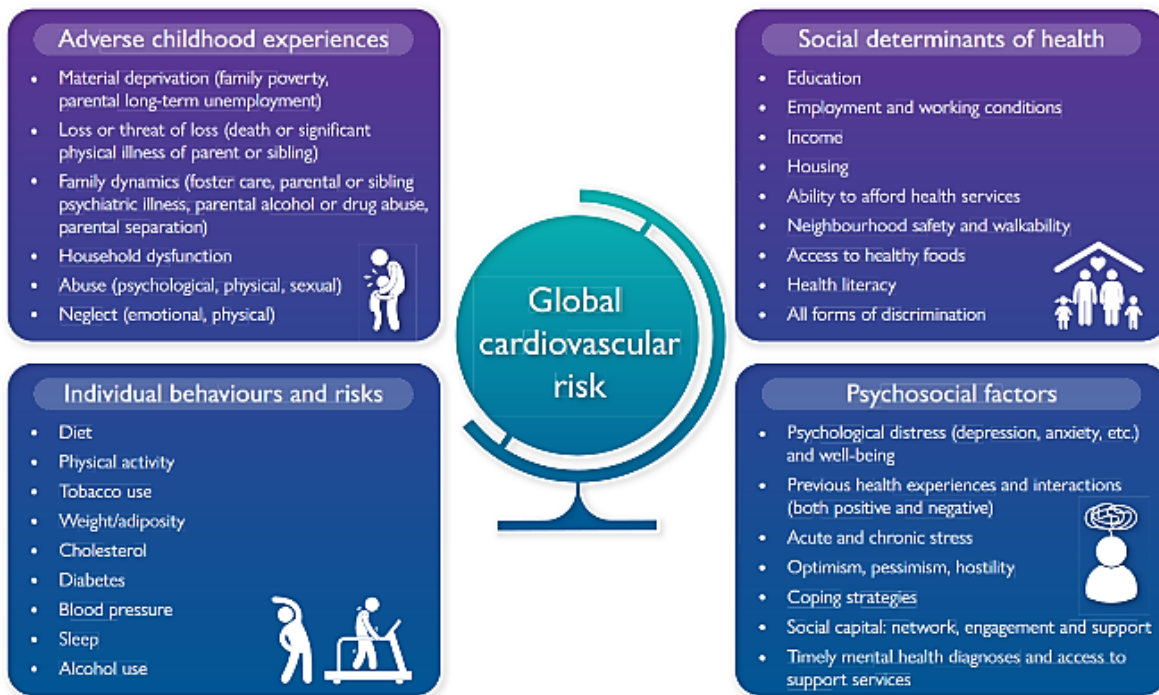 Adverse childhood experiences
• Material deprivation (family poverty,
parental long-term unemployment)
• Loss or threat of loss (death or significant
physical illness of parent or sibling)
• Family dynamics (foster care, parental or sibling
psychiatric illness, parental alcohol or drug abuse,
parental separation)
• Household dysfunction
• Abuse (psychological, physical, sexual)
• Neglect (emotional, physical)
Social determinants of health
• Education
• Employment and working conditions
• Income
• Housing
• Ability to afford health services
• Neighbourhood safety and walkability
• Access to healthy foods
• Health literacy
• All forms of discrimination
Global
cardiovascular
risk
Individual behaviours and risks
• Diet
• Physical activity
• Tobacco use
• Weight/adiposity
• Cholesterol
• Diabetes
• Blood pressure
• Sleep
• Alcohol use
Psychosocial factors
• Psychological distress (depression, anxiety, etc.)
and well-being
• Previous health experiences and interactions
(both positive and negative)
• Acute and chronic stress
• Optimism, pessimism, hostility
• Coping strategies
• Social capital: network, engagement and support
• Timely mental health diagnoses and access to
support services